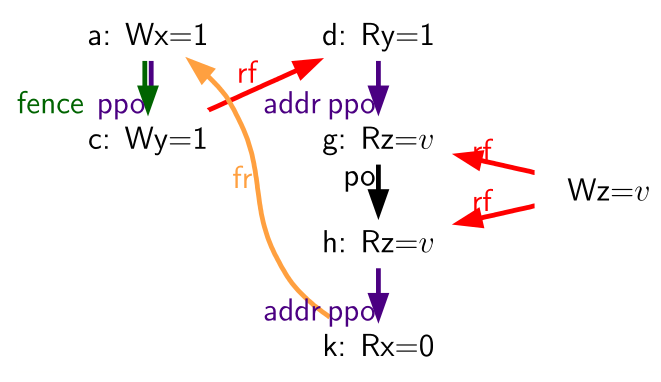 a: Wx=1
d: Ry=1
rf
fence ppo
addr ppo
c: Wy=1
g: Rz=v
rf
po
fr
Wz=v
rf
h: Rz=v
addr ppo
k: Rx=0